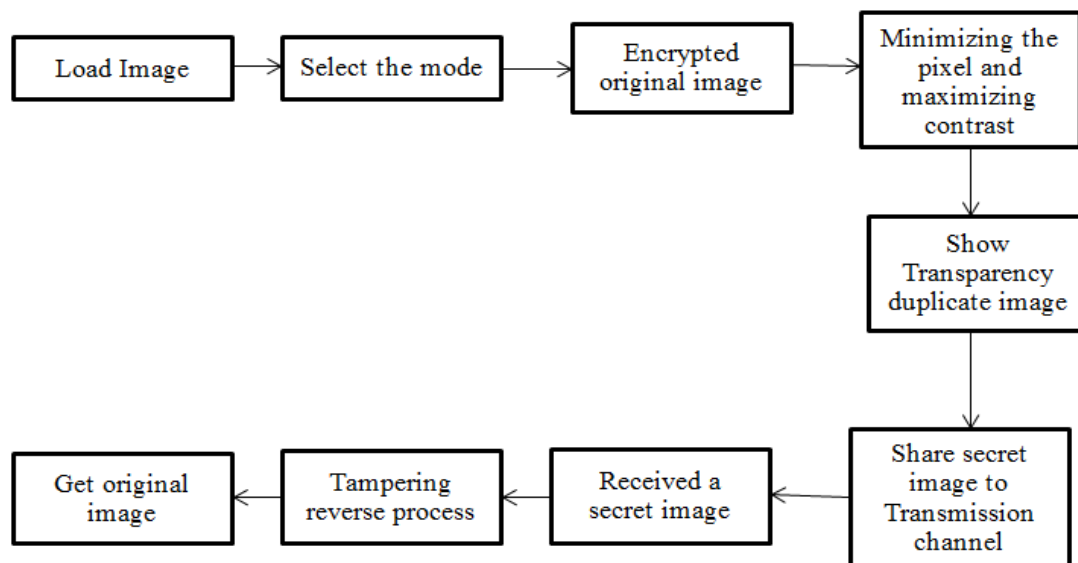 Load Image
Select the mode
Encrypted
original image
Minimizing the
pixel and
maximizing
contrast
Show
Transparency
duplicate image
Share secret
image to
Transmission
channel
Received a
secret image
Tampering
reverse process
Get original
image